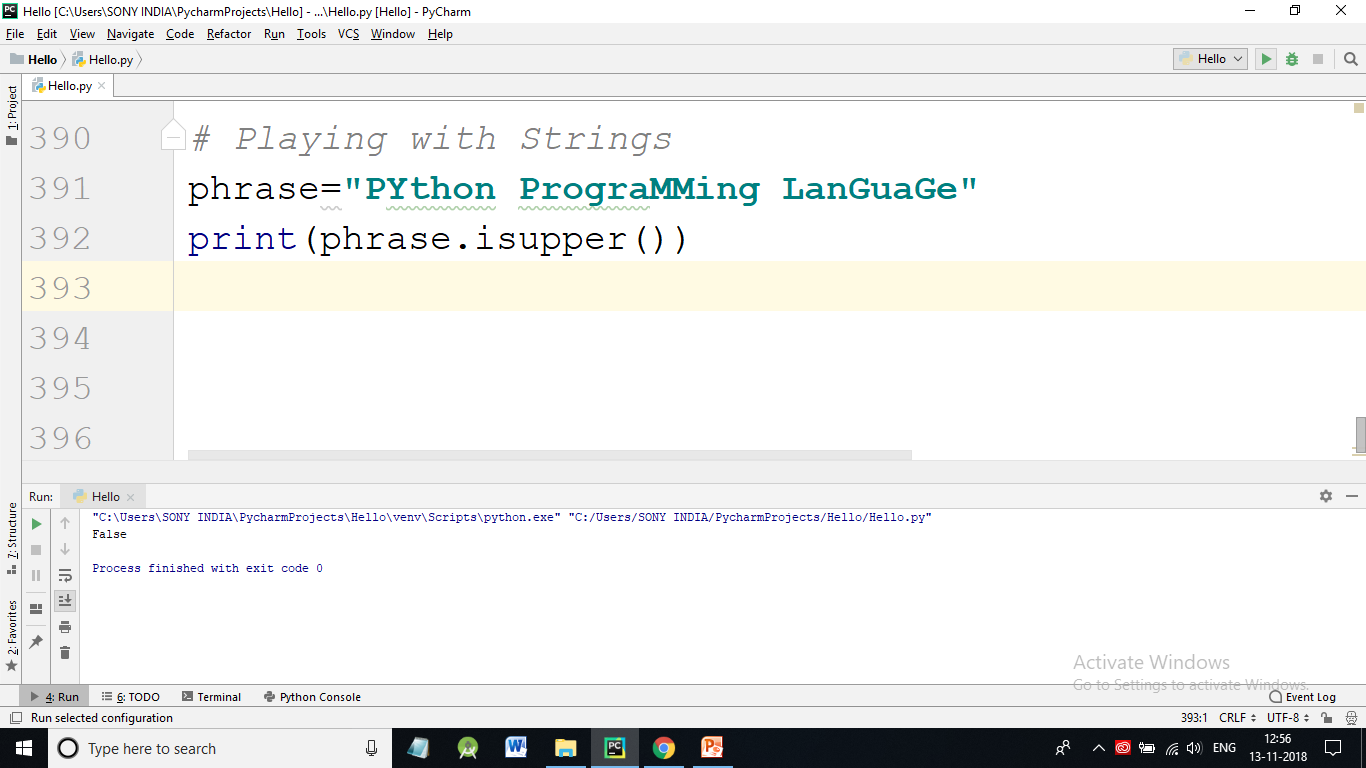 Hello [C:\Users\SONY INDIA\PycharmProjects\Hello] - ...\Hello.py [Hello] - PyCharm
File Edit View Navigate Code Refactor Run Tools VCS Window Help
Hello Hello.py Hello
1: Project
Hello.py
390 # Playing with Strings
391 phrase="PYthon PrograMMing LanGuaGe"
392 print(phrase.isupper())
393
394
395
396
Run: Hello
7: Structure
2: Favorites
"C:\Users\SONY INDIA\PycharmProjects\Hello\venv\Scripts\python.exe" "C:/Users/SONY INDIA/PycharmProjects/Hello/Hello.py"
False
Process finished with exit code 0
Activate Windows
Go to Settings to activate Windows.
4: Run 6: TODO Terminal Python Console Event Log
Run selected configuration 393:1 CRLF UTF-8
Type here to search ENG 12:56
13-11-2018